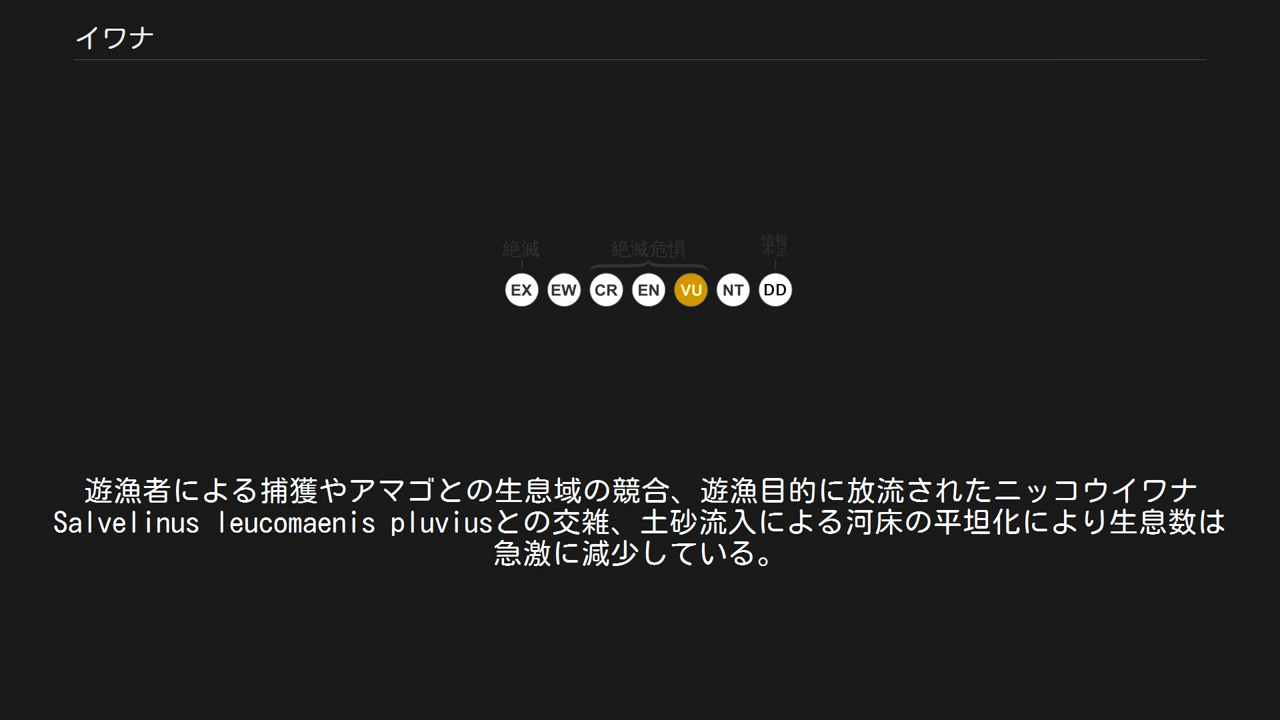 イワナ
絶滅
絶滅危惧
情報
不足
EX EW CR EN VU NT DD
遊漁者による捕獲やアマゴとの生息域の競合、遊漁目的に放流されたニッコウイワナ
Salvelinus leucomaenis pluviusとの交雑、土砂流入による河床の平坦化により生息数は
急激に減少している。